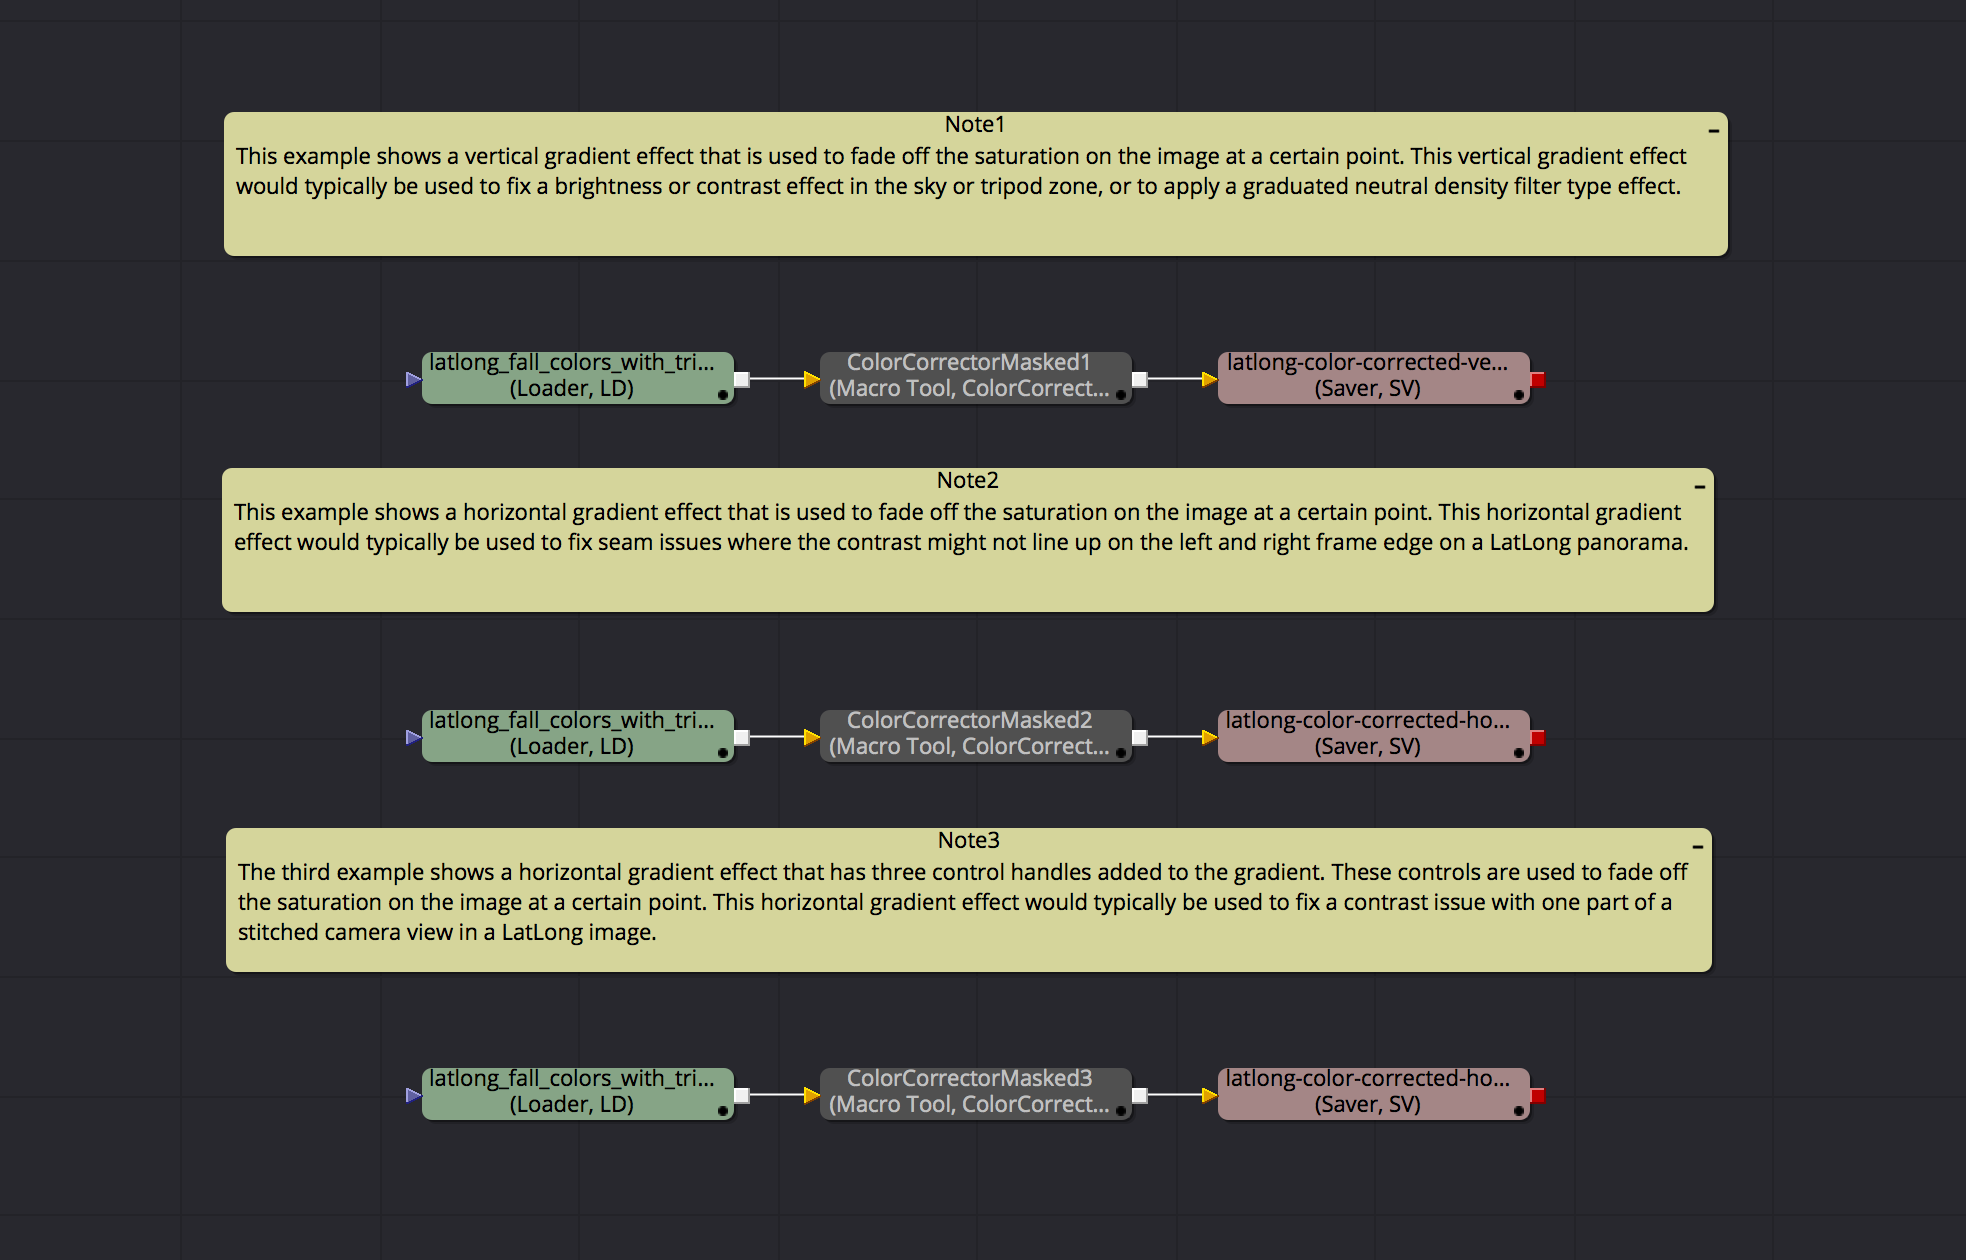 Note1
This example shows a vertical gradient effect that is used to fade off the saturation on the image at a certain point. This vertical gradient effect
would typically be used to fix a brightness or contrast effect in the sky or tripod zone, or to apply a graduated neutral density filter type effect.
latlong_fall_colors_with_tri...
(Loader, LD)
ColorCorrectorMasked1
(Macro Tool, ColorCorrect...
latlong-color-corrected-ve...
(Saver, SV)
Note2
This example shows a horizontal gradient effect that is used to fade off the saturation on the image at a certain point. This horizontal gradient
effect would typically be used to fix seam issues where the contrast might not line up on the left and right frame edge on a LatLong panorama.
latlong_fall_colors_with_tri...
(Loader, LD)
ColorCorrectorMasked2
(Macro Tool, ColorCorrect...
latlong-color-corrected-ho...
(Saver, SV)
Note3
The third example shows a horizontal gradient effect that has three control handles added to the gradient. These controls are used to fade off
the saturation on the image at a certain point. This horizontal gradient effect would typically be used to fix a contrast issue with one part of a
stitched camera view in a LatLong image.
latlong_fall_colors_with_tri...
(Loader, LD)
ColorCorrectorMasked3
(Macro Tool, ColorCorrect...
latlong-color-corrected-ho...
(Saver, SV)